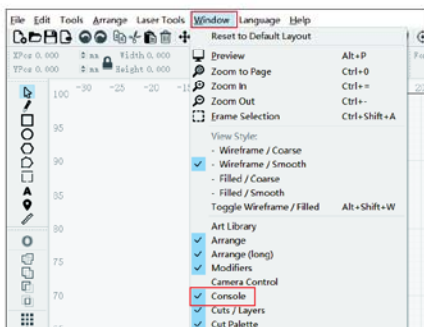 File Edit Tools Arrange Laser Tools Window Language Help
Reset to Default Layout
XPos 0.000 mm Width 0.000
YPos 0.000 mm Height 0.000
Preview Alt+P
Zoom to Page Ctrl+0
Zoom In Ctrl+=
Zoom Out Ctrl+-
Frame Selection Ctrl+Shift+A
View Style:
- Wireframe / Coarse
- Wireframe / Smooth
- Filled / Coarse
- Filled / Smooth
Toggle Wireframe / Filled Alt+Shift+W
Art Library
Arrange
Arrange (long)
Modifiers
Camera Control
Console
Cuts / Layers
Cut Palette
-30 -25 -20
100
95
90
85
80
75
70